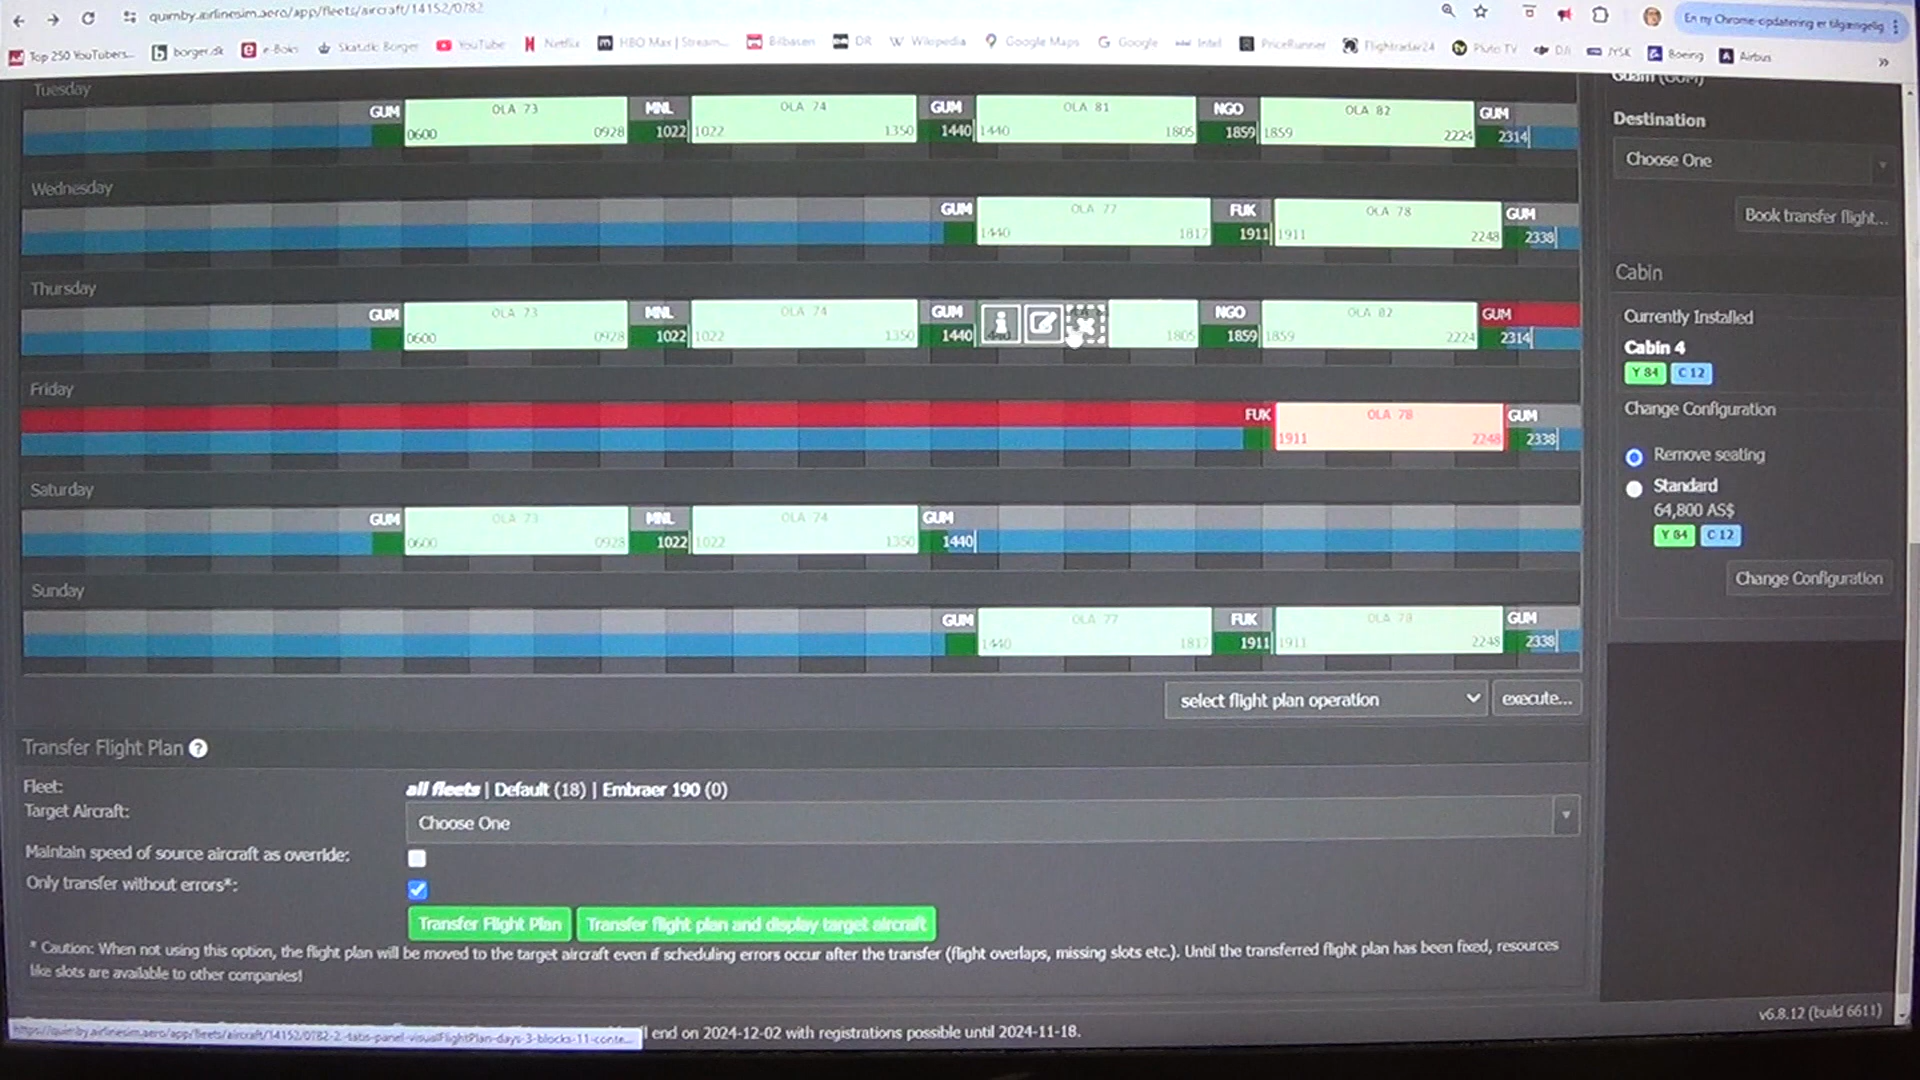 quimby.airlinesim.aero/app/fleets/aircraft/14152/0?82
En ny Chrome-opdatering er tilgængelig
Top 250 YouTubers... borger.dk e-Boks Skat.dk: Borger YouTube Netflix HBO Max | Stream... Bilbasen DR Wikipedia Google Maps Google Intel PriceRunner Flightradar24 Pluto TV DJI JYSK Boeing Airbus »
Tuesday
GUM OLA 73 MNL OLA 74 GUM OLA 81 NGO OLA 82 GUM
0600 0928 1022 1022 1350 1440 1440 1805 1859 1859 2224 2314
Wednesday
GUM OLA 77 FUK OLA 78 GUM
1440 1817 1911 1911 2248 2338
Thursday
GUM OLA 73 MNL OLA 74 GUM NGO OLA 82 GUM
0600 0928 1022 1022 1350 1440 1805 1859 1859 2224 2314
Friday
FUK OLA 78 GUM
1911 2248 2338
Saturday
GUM OLA 73 MNL OLA 74 GUM
0600 0928 1022 1022 1350 1440
Sunday
GUM OLA 77 FUK OLA 78 GUM
1440 1817 1911 1911 2248 2338
select flight plan operation
execute...
Transfer Flight Plan ?
Fleet: all fleets | Default (18) | Embraer 190 (0)
Target Aircraft: Choose One
Maintain speed of source aircraft as override:
Only transfer without errors*:
Transfer Flight Plan Transfer flight plan and display target aircraft
* Caution: When not using this option, the flight plan will be moved to the target aircraft even if scheduling errors occur after the transfer (flight overlaps, missing slots etc.). Until the transferred flight plan has been fixed, resources
like slots are available to other companies!
Guam (GUM)
Destination
Choose One
Book transfer flight...
Cabin
Currently Installed
Cabin 4
Y 84 C 12
Change Configuration
Remove seating
Standard
64,800 AS$
Y 84 C 12
Change Configuration
v6.8.12 (build 6611)
end on 2024-12-02 with registrations possible until 2024-11-18.